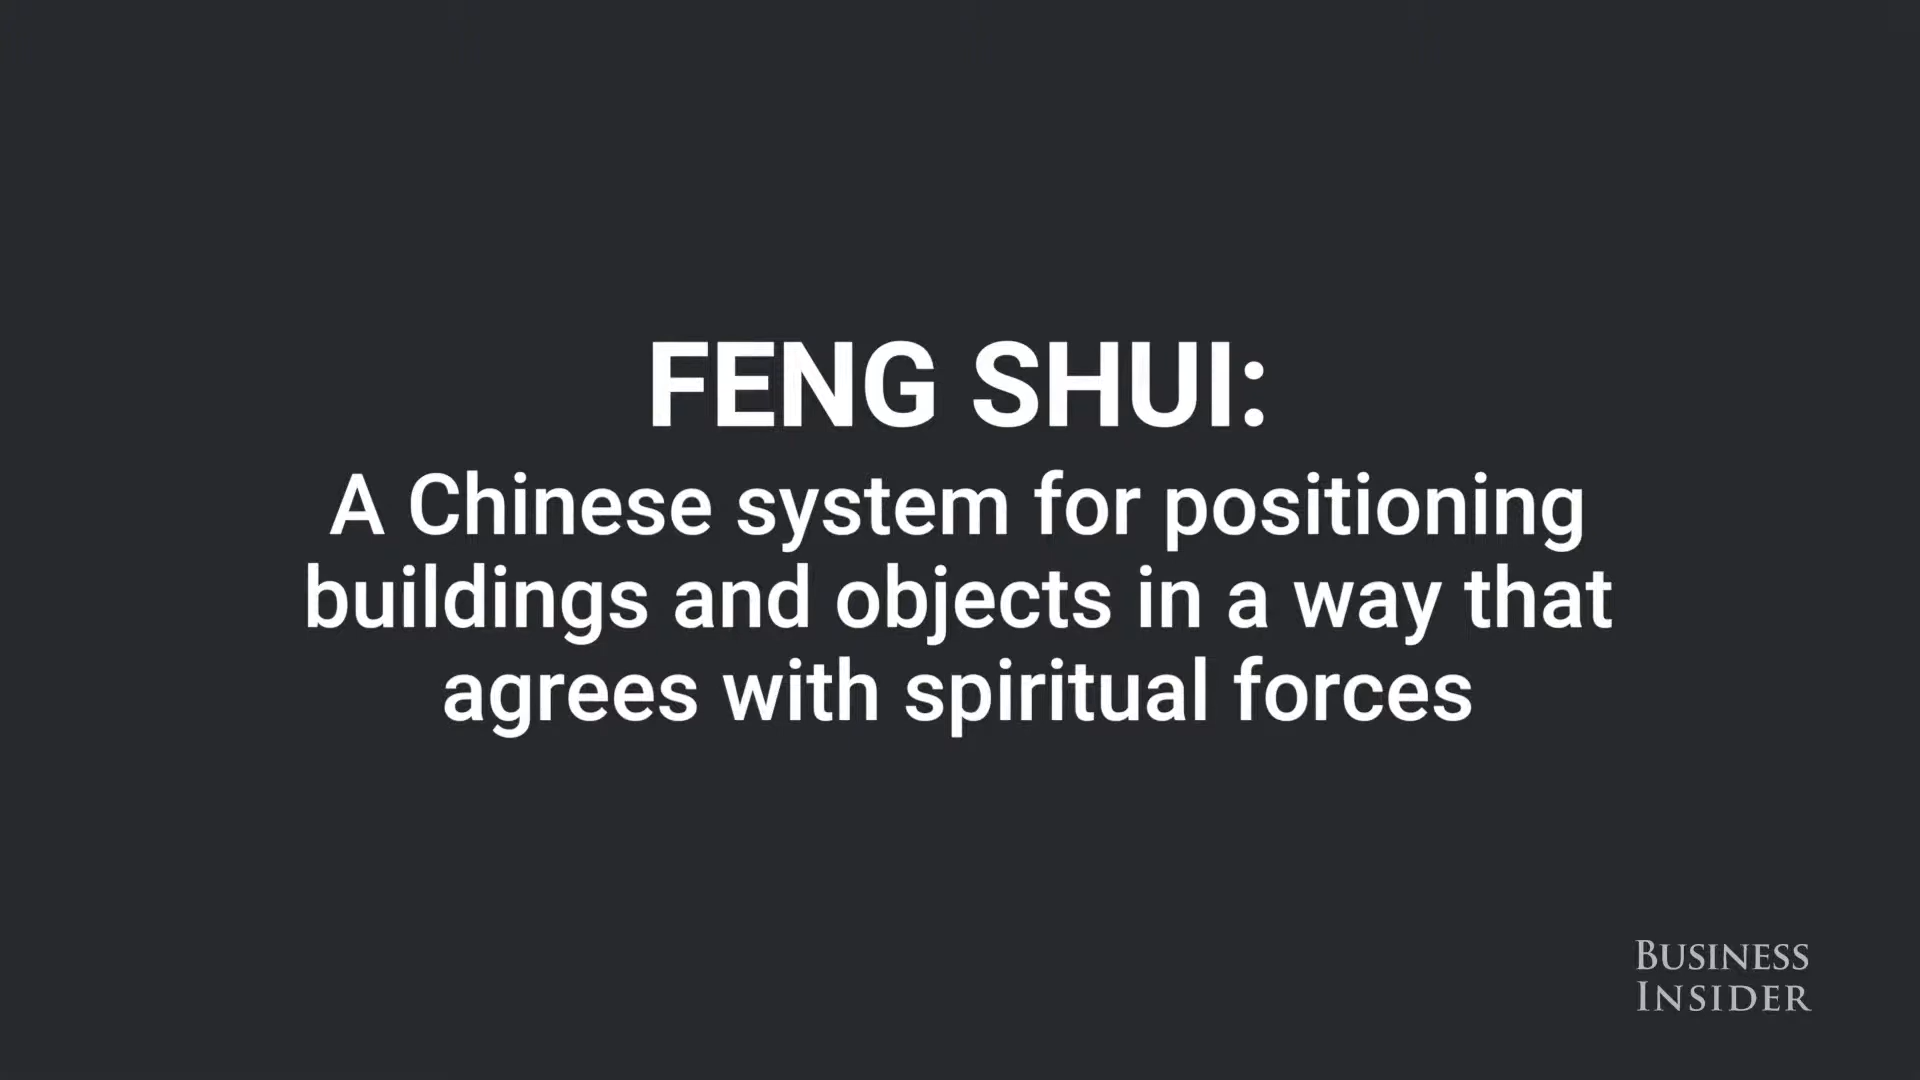 FENG SHUI:
A Chinese system for positioning
buildings and objects in a way that
agrees with spiritual forces
BUSINESS
INSIDER